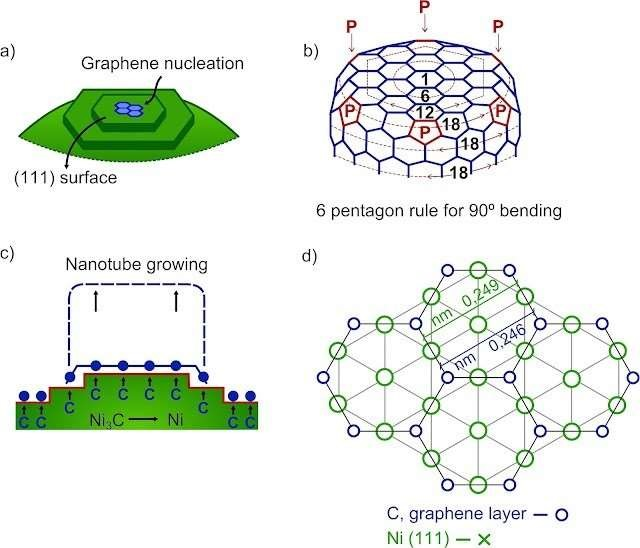 a)
Graphene nucleation
(111) surface
b)
P P P
1
6
12
P P P
18
18
18
6 pentagon rule for 90º bending
c)
Nanotube growing
C C C C C C C C C C
Ni₃C Ni
d)
nm 0,249
nm 0,246
C, graphene layer
Ni (111)